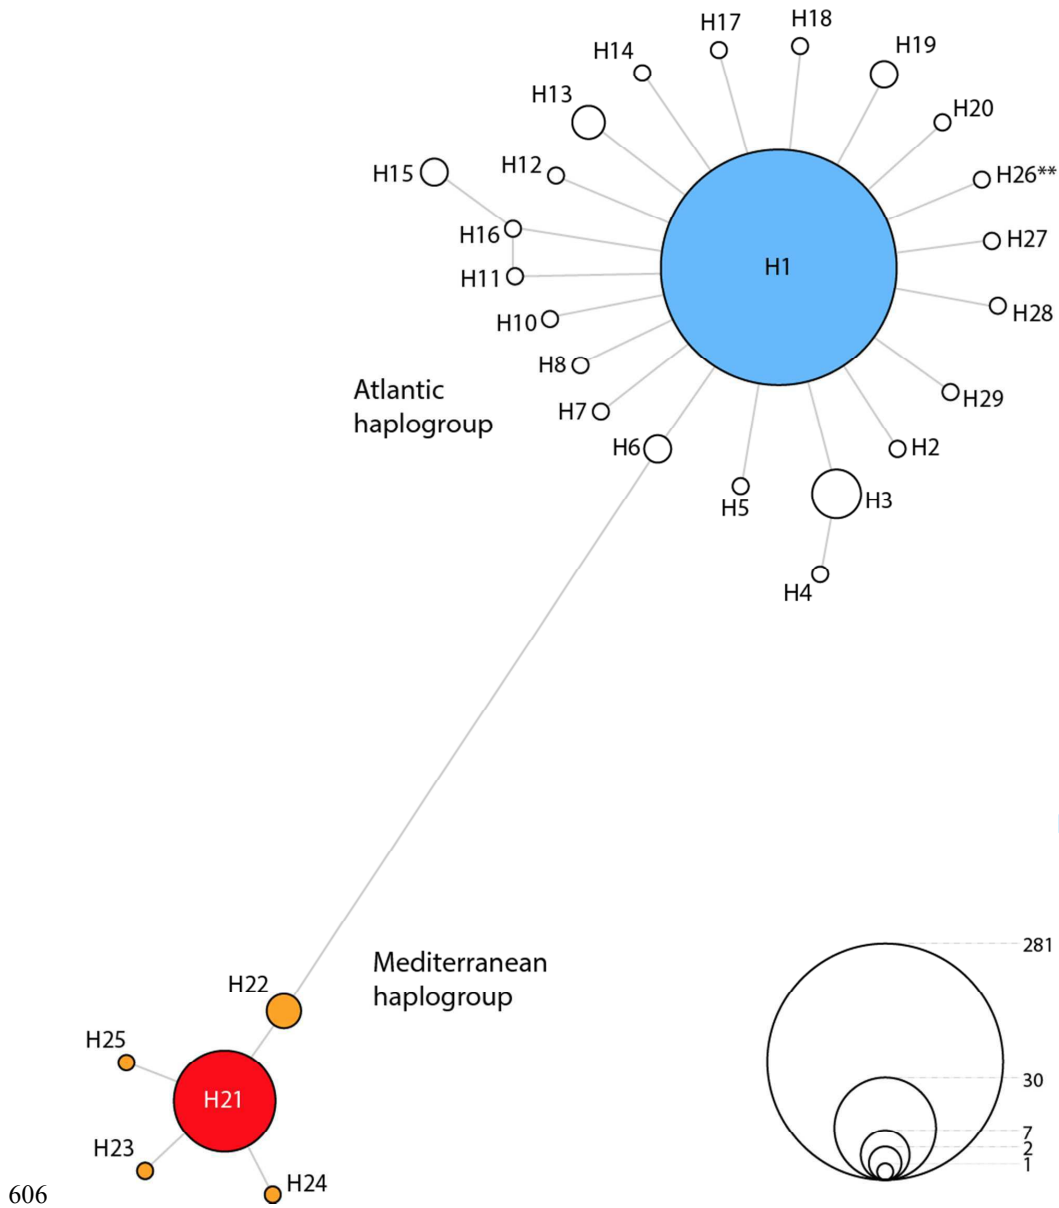 H18
H17
H19
H14
H13
H20
H12
H15
H26**
H16
H27
H1
H11
H28
H10
H8
Atlantic
haplogroup
H29
H7
H6
H2
H3
H5
H4
281
Mediterranean
haplogroup
H22
H25
30
H21
7
H23
2
1
H24
606